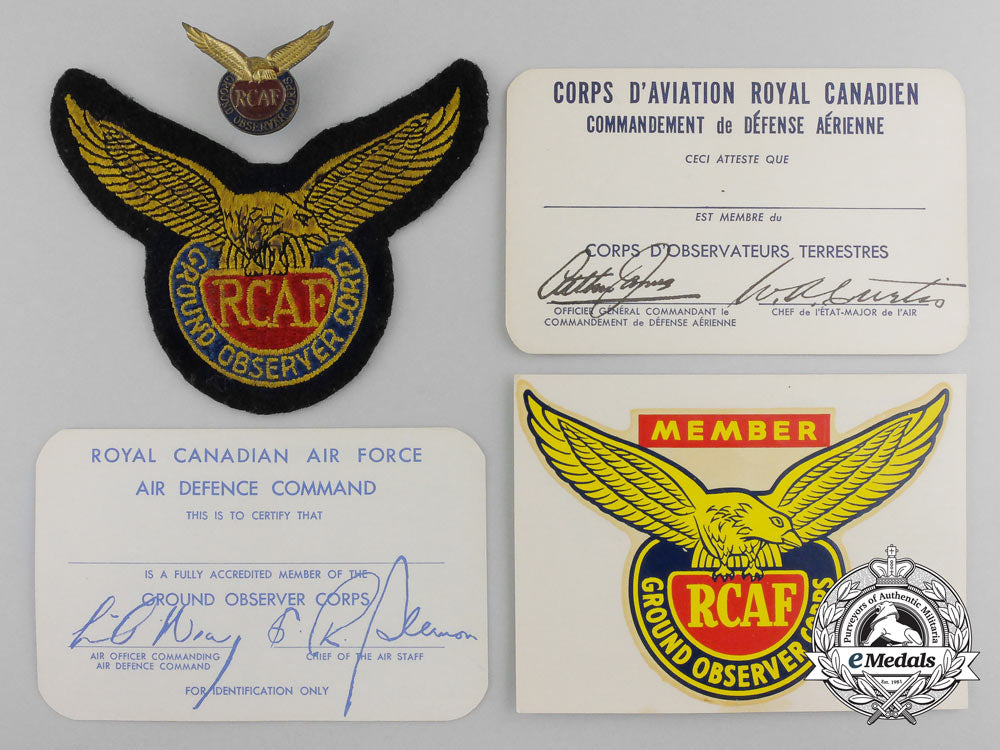 RCAF
GROUND OBSERVER CORPS
RCAF
GROUND OBSERVER CORPS
CORPS D'AVIATION ROYAL CANADIEN
COMMANDEMENT de DÉFENSE AÉRIENNE
CECI ATTESTE QUE
EST MEMBRE du
CORPS D'OBSERVATEURS TERRESTRES
W.A. Curtis
OFFICIER GÉNÉRAL COMMANDANT le
COMMANDEMENT de DÉFENSE AÉRIENNE
CHEF de l'ÉTAT-MAJOR de l'AIR
ROYAL CANADIAN AIR FORCE
AIR DEFENCE COMMAND
THIS IS TO CERTIFY THAT
IS A FULLY ACCREDITED MEMBER OF THE
GROUND OBSERVER CORPS
AIR OFFICER COMMANDING
AIR DEFENCE COMMAND
CHIEF OF THE AIR STAFF
FOR IDENTIFICATION ONLY
MEMBER
RCAF
GROUND OBSERVER CORPS
Purveyors of Authentic Militaria
eMedals
Est. 1981